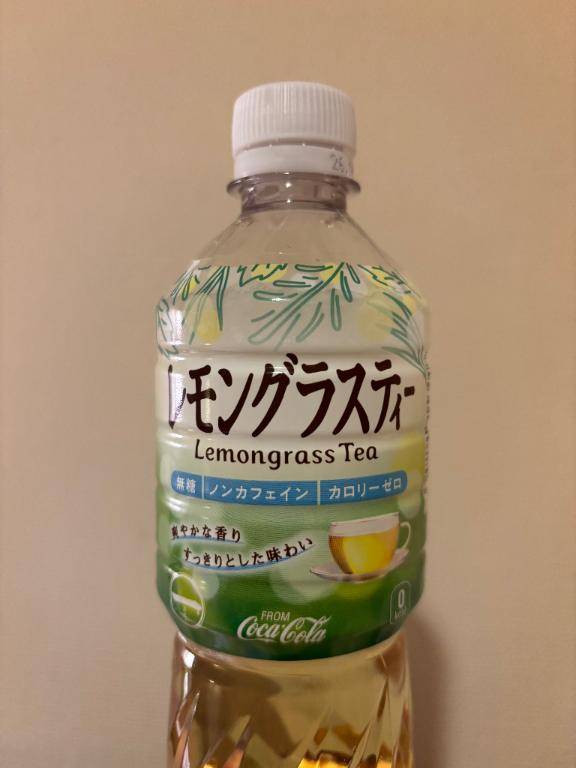 レモングラスティー
Lemongrass Tea
無糖 ノンカフェイン カロリーゼロ
爽やかな香り
すっきりとした味わい
FROM
Coca-Cola
0
kcal